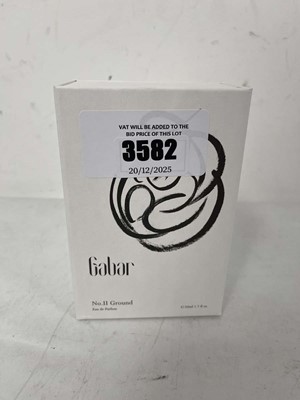 VAT WILL BE ADDED TO THE
BID PRICE OF THIS LOT
3582
20/12/2025
Gabar
No.II Ground
Eau de Parfum